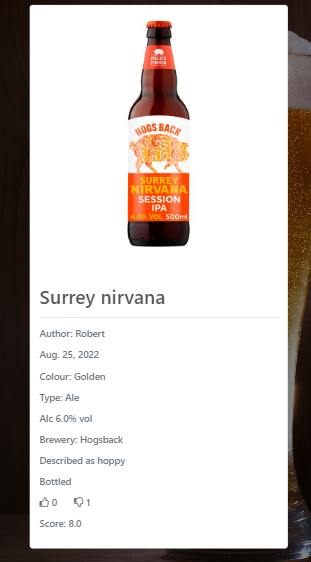 HOGS BACK
SURREY
NIRVANA
SESSION
IPA
4.0% VOL 500ml
Surrey nirvana
Author: Robert
Aug. 25, 2022
Colour: Golden
Type: Ale
Alc 6.0% vol
Brewery: Hogsback
Described as hoppy
Bottled
0 1
Score: 8.0